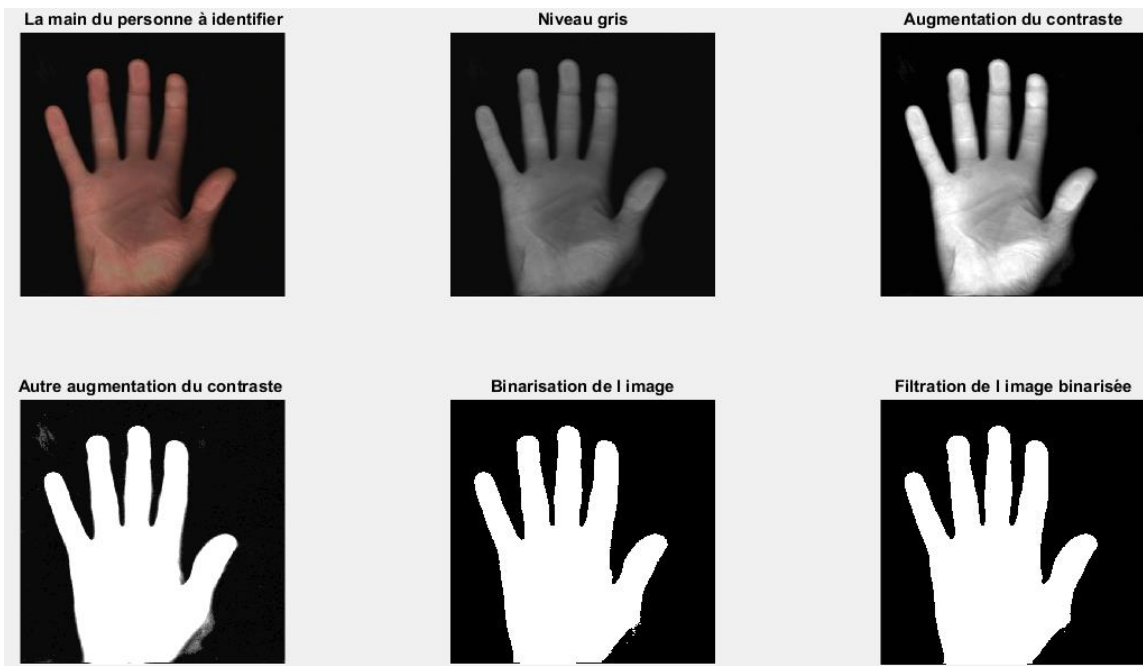 La main du personne à identifier
Niveau gris
Augmentation du contraste
Autre augmentation du contraste
Binarisation de l image
Filtration de l image binarisée